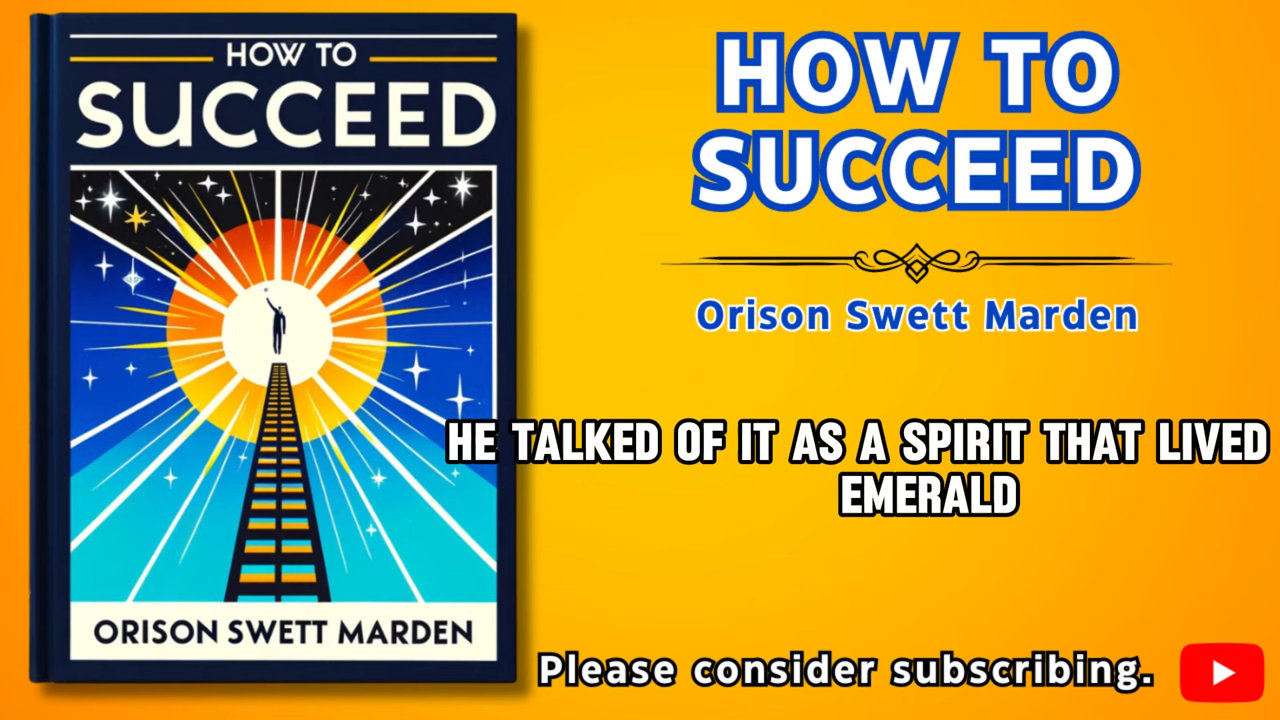 HOW TO
SUCCEED
ORISON SWETT MARDEN
HOW TO
SUCCEED
Orison Swett Marden
HE TALKED OF IT AS A SPIRIT THAT LIVED
EMERALD
Please consider subscribing.